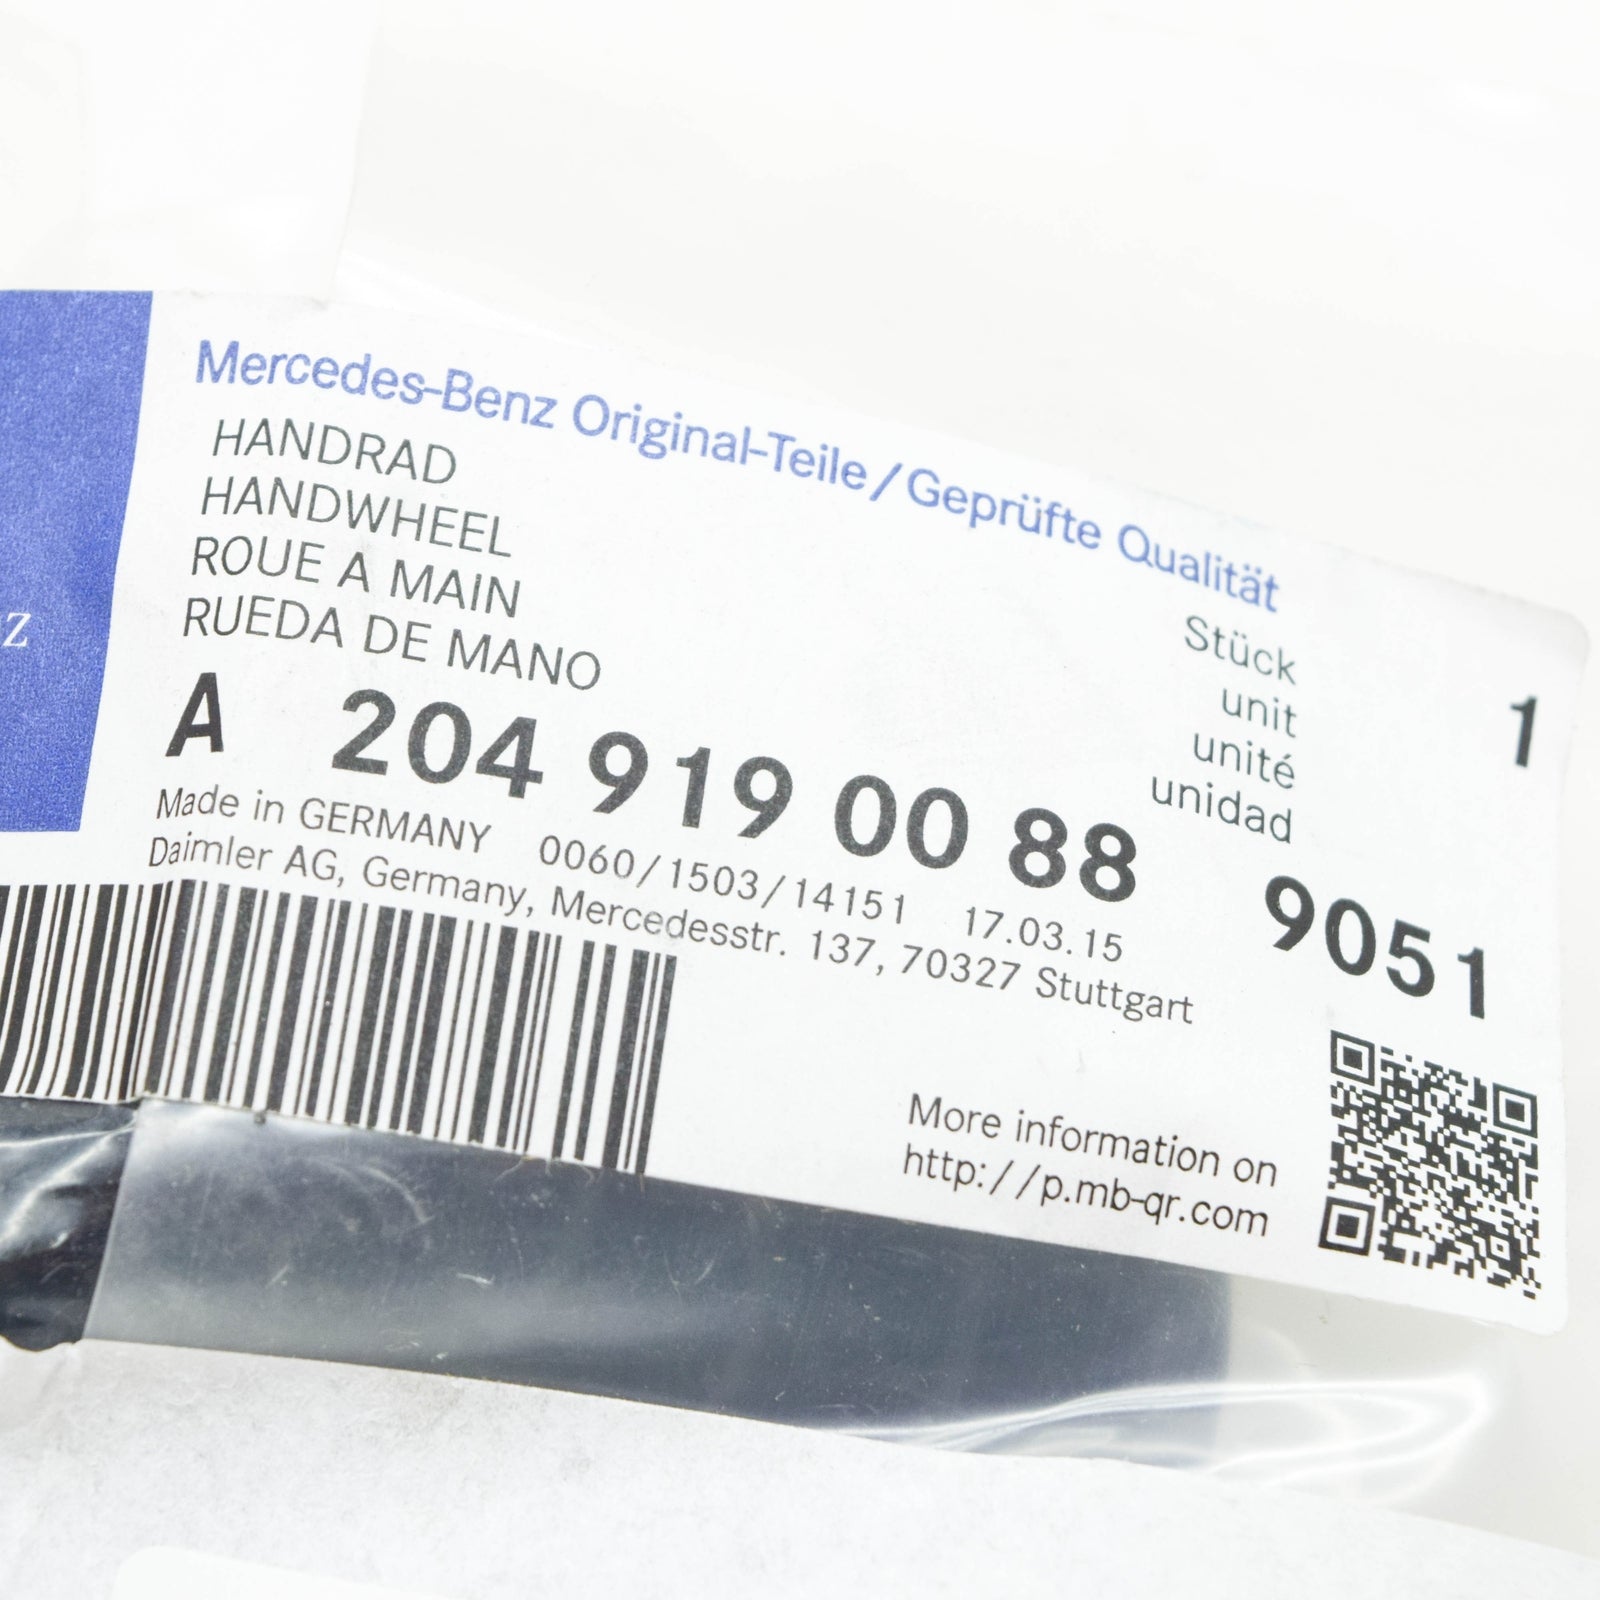 z
Mercedes-Benz Original-Teile/Geprüfte Qualität
HANDRAD
HANDWHEEL
ROUE A MAIN
RUEDA DE MANO
Stück
unit
unité
unidad
1
A 204 919 00 88 9051
Made in GERMANY 0060/1503/14151 17.03.15
Daimler AG, Germany, Mercedesstr. 137, 70327 Stuttgart
More information on
http://p.mb-qr.com